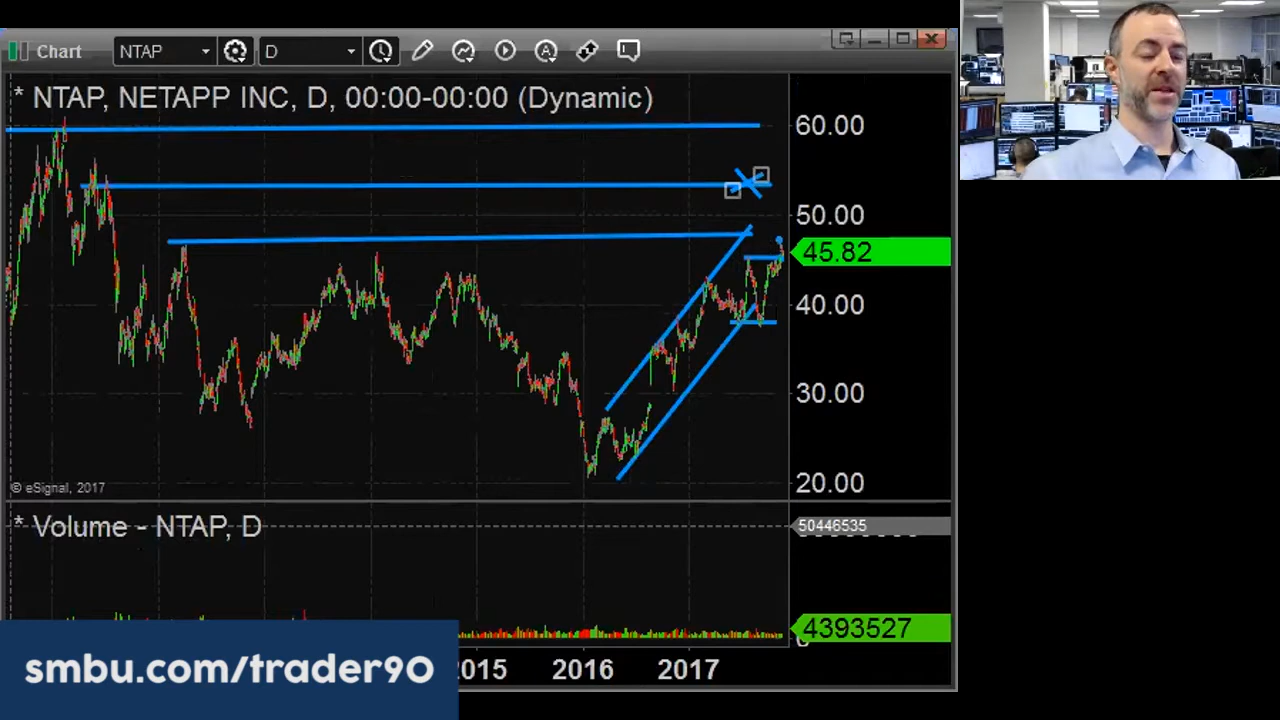 Chart NTAP D
* NTAP, NETAPP INC, D, 00:00-00:00 (Dynamic)
60.00
50.00
45.82
40.00
30.00
20.00
© eSignal, 2017
* Volume - NTAP, D
50446535
4393527
2015 2016 2017
smbu.com/trader90